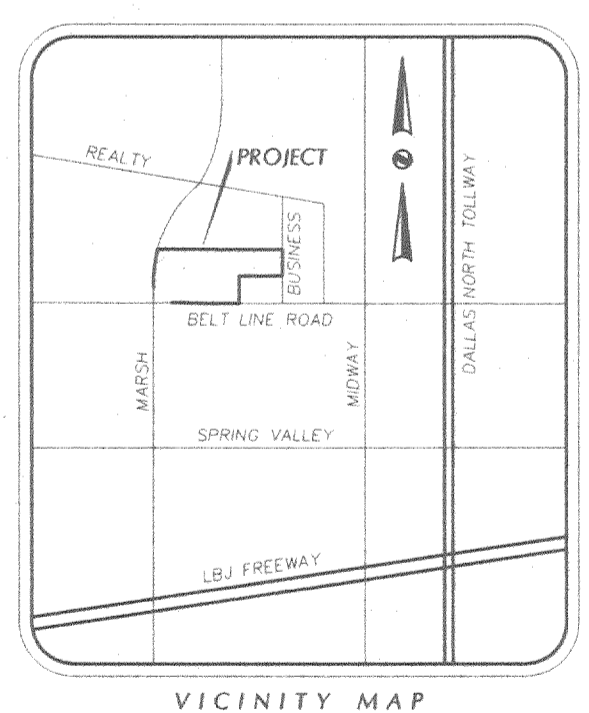 REALTY
PROJECT
BUSINESS
DALLAS NORTH TOLLWAY
BELT LINE ROAD
MARSH
MIDWAY
SPRING VALLEY
LBJ FREEWAY
VICINITY MAP